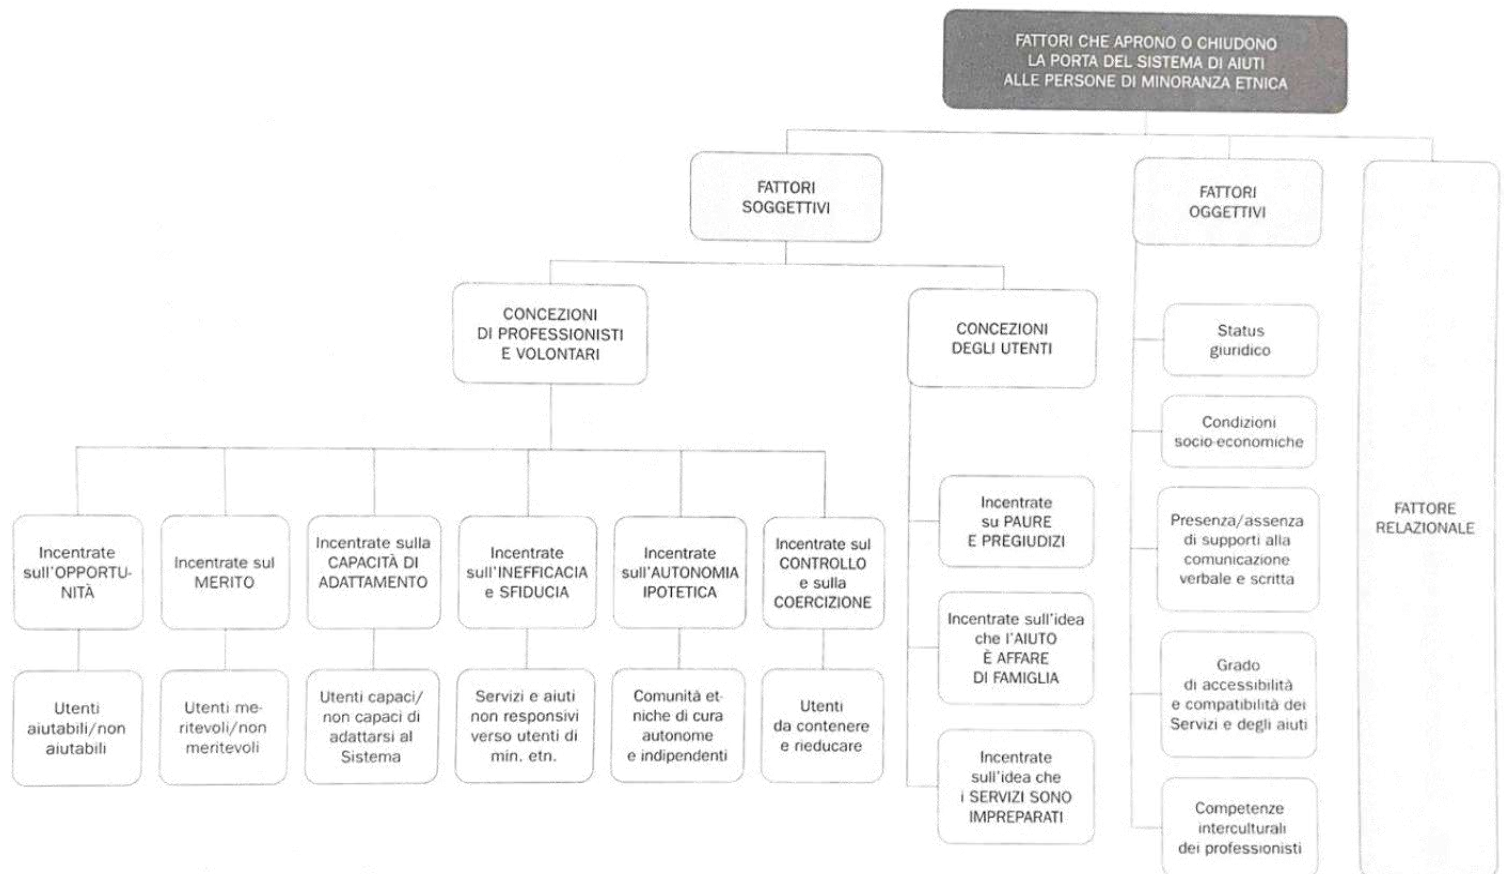 FATTORI CHE APRONO O CHIUDONO
LA PORTA DEL SISTEMA DI AIUTI
ALLE PERSONE DI MINORANZA ETNICA
FATTORI
SOGGETTIVI
FATTORI
OGGETTIVI
FATTORE
RELAZIONALE
CONCEZIONI
DI PROFESSIONISTI
E VOLONTARI
CONCEZIONI
DEGLI UTENTI
Incentrate
sull'OPPORTU-
NITÀ
Incentrate sul
MERITO
Incentrate sulla
CAPACITÀ DI
ADATTAMENTO
Incentrate
sull'INEFFICACIA
e SFIDUCIA
Incentrate
sull'AUTONOMIA
IPOTETICA
Incentrate sul
CONTROLLO
e sulla
COERCIZIONE
Utenti
aiutabili/non
aiutabili
Utenti me-
ritevoli/non
meritevoli
Utenti capaci/
non capaci di
adattarsi al
Sistema
Servizi e aiuti
non responsivi
verso utenti di
min. etn.
Comunità et-
niche di cura
autonome
e indipendenti
Utenti
da contenere
e rieducare
Incentrate
su PAURE
E PREGIUDIZI
Incentrate sull'idea
che l'AIUTO
È AFFARE
DI FAMIGLIA
Incentrate
sull'idea che
i SERVIZI SONO
IMPREPARATI
Status
giuridico
Condizioni
socio-economiche
Presenza/assenza
di supporti alla
comunicazione
verbale e scritta
Grado
di accessibilità
e compatibilità dei
Servizi e degli aiuti
Competenze
interculturali
dei professionisti